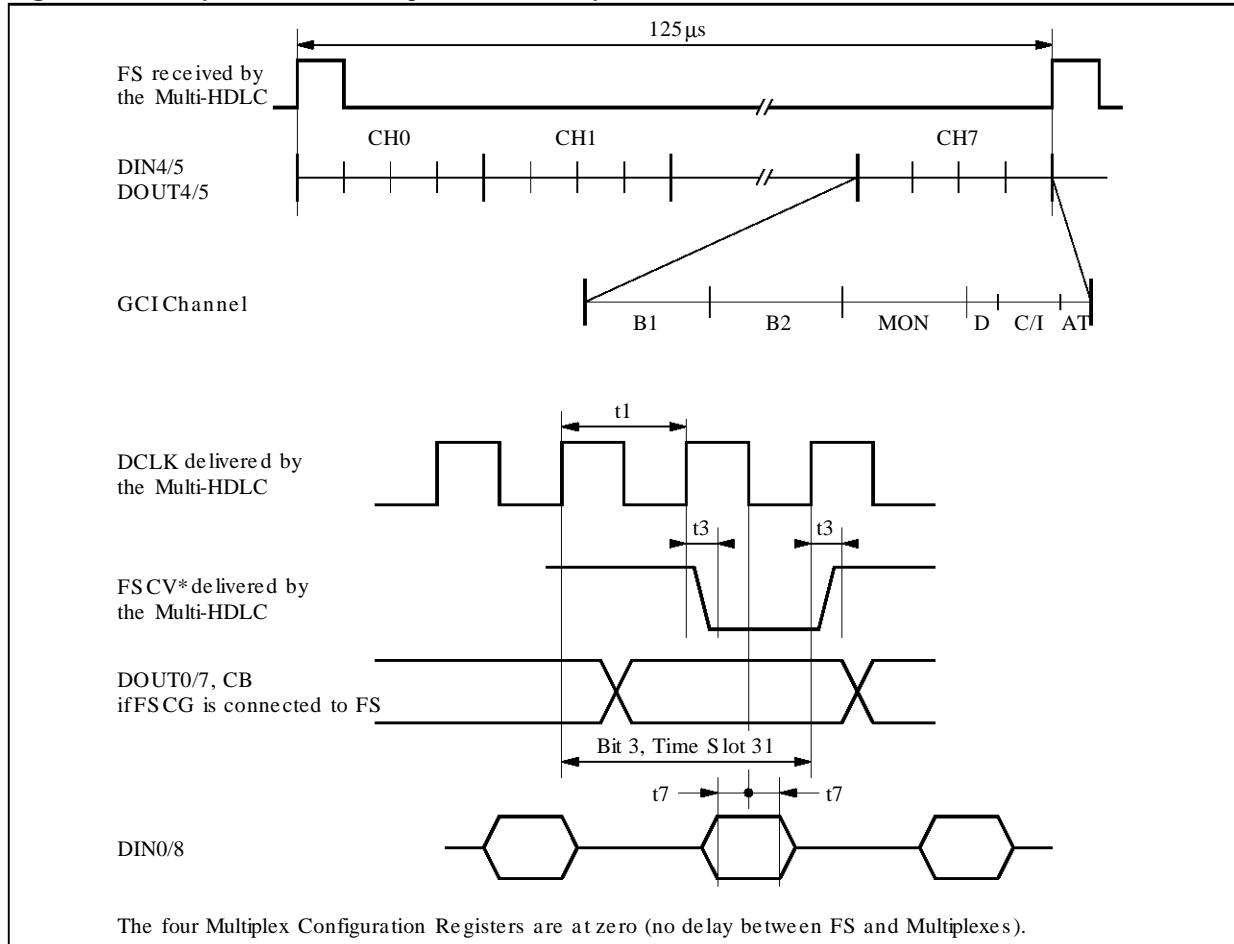 125µs
FS received by
the Multi-HDLC
CH0 CH1 CH7
DIN4/5
DOUT4/5
GCI Channel
B1 B2 MON D C/I AT
t1
DCLK delivered by
the Multi-HDLC
t3 t3
FSCV* delivered by
the Multi-HDLC
DOUT0/7, CB
if FSCG is connected to FS
Bit 3, Time Slot 31
t7 t7
DIN0/8
The four Multiplex Configuration Registers are at zero (no delay between FS and Multiplexes).